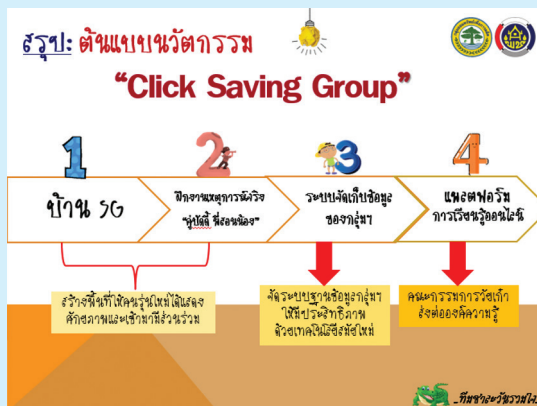 สรุป: ต้นแบบนวัตกรรม
“Click Saving Group”
1
2
3
4
บ้าน SG
ฝึกงานเหตุการณ์จริง
“คู่บัดดี้ พี่สอนน้อง”
ระบบจัดเก็บข้อมูล
ของกลุ่มฯ
แพลตฟอร์ม
การเรียนรู้ออนไลน์
สร้างพื้นที่ให้คนรุ่นใหม่ได้แสดง
ศักยภาพและเข้ามามีส่วนร่วม
จัดระบบฐานข้อมูลกลุ่มฯ
ให้มีประสิทธิภาพ
ด้วยเทคโนโลยีสมัยใหม่
คณะกรรมการวัยเก๋า
ส่งต่อองค์ความรู้